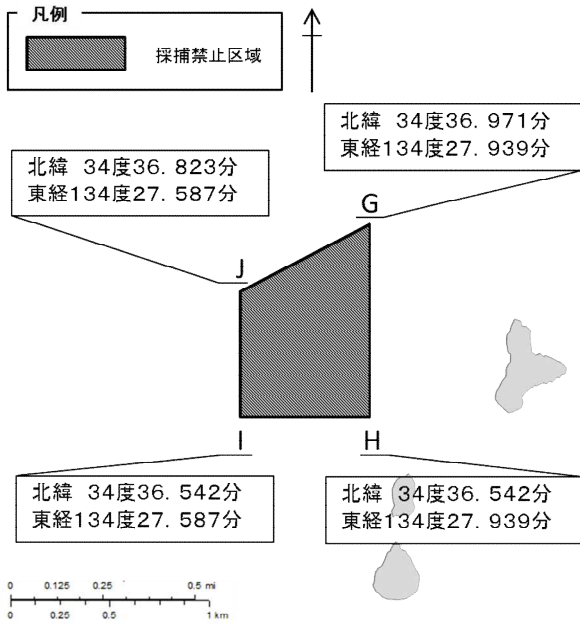 凡例
採捕禁止区域
北緯 34度36. 971分
東経134度27. 939分
北緯 34度36. 823分
東経134度27. 587分
G
J
I
H
北緯 34度36. 542分
東経134度27. 587分
北緯 34度36. 542分
東経134度27. 939分
0 0.125 0.25 0.5 mi
0 0.25 0.5 1 km